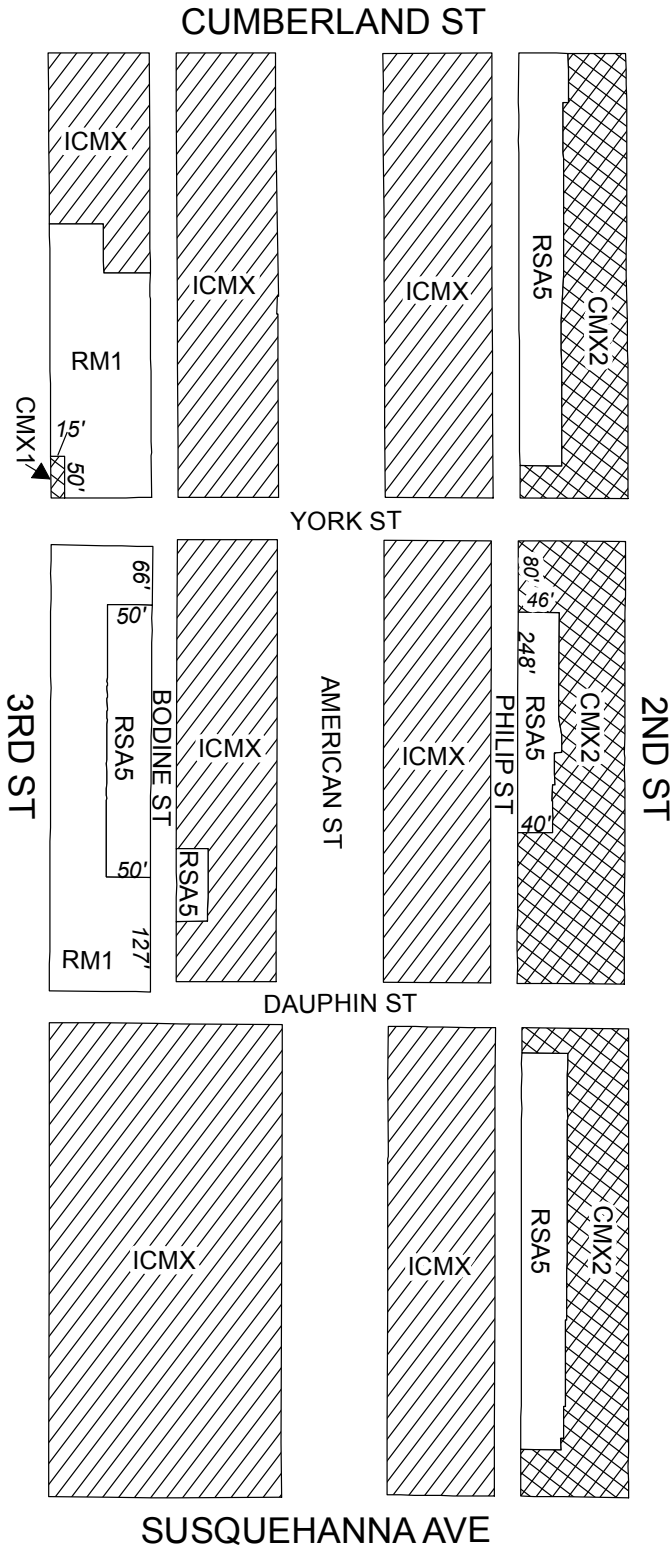 CUMBERLAND ST
ICMX
ICMX
ICMX
RSA5
CMX2
RM1
CMX1
15'
50'
YORK ST
66'
50'
80'
46'
248'
3RD ST
RSA5
BODINE ST
ICMX
AMERICAN ST
ICMX
PHILIP ST
RSA5
CMX2
2ND ST
40'
RSA5
50'
127'
RM1
DAUPHIN ST
ICMX
ICMX
RSA5
CMX2
SUSQUEHANNA AVE